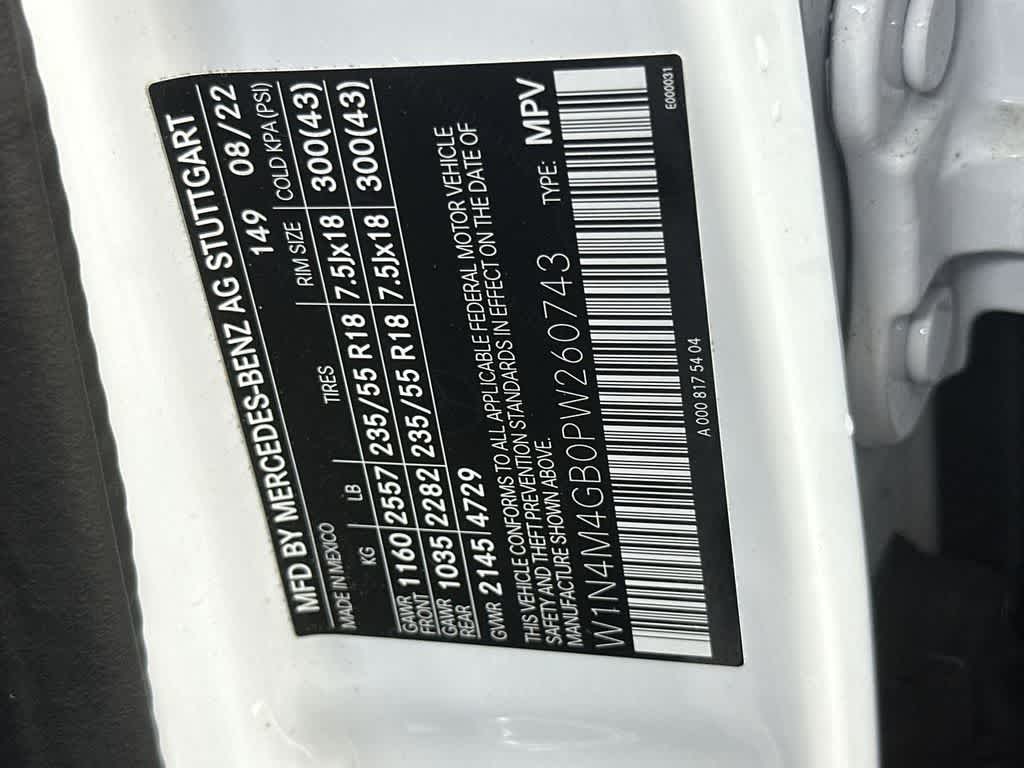 MFD BY MERCEDES-BENZ AG STUTTGART
MADE IN MEXICO 149 08/22
KG LB TIRES RIM SIZE COLD KPA (PSI)
GAWR FRONT 1160 2557 235/55 R18 7.5Jx18 300(43)
GAWR REAR 1035 2282 235/55 R18 7.5Jx18 300(43)
GVWR 2145 4729
THIS VEHICLE CONFORMS TO ALL APPLICABLE FEDERAL MOTOR VEHICLE
SAFETY AND THEFT PREVENTION STANDARDS IN EFFECT ON THE DATE OF
MANUFACTURE SHOWN ABOVE.
W1N4M4GB0PW260743 TYPE: MPV
A 000 817 54 04 E000031